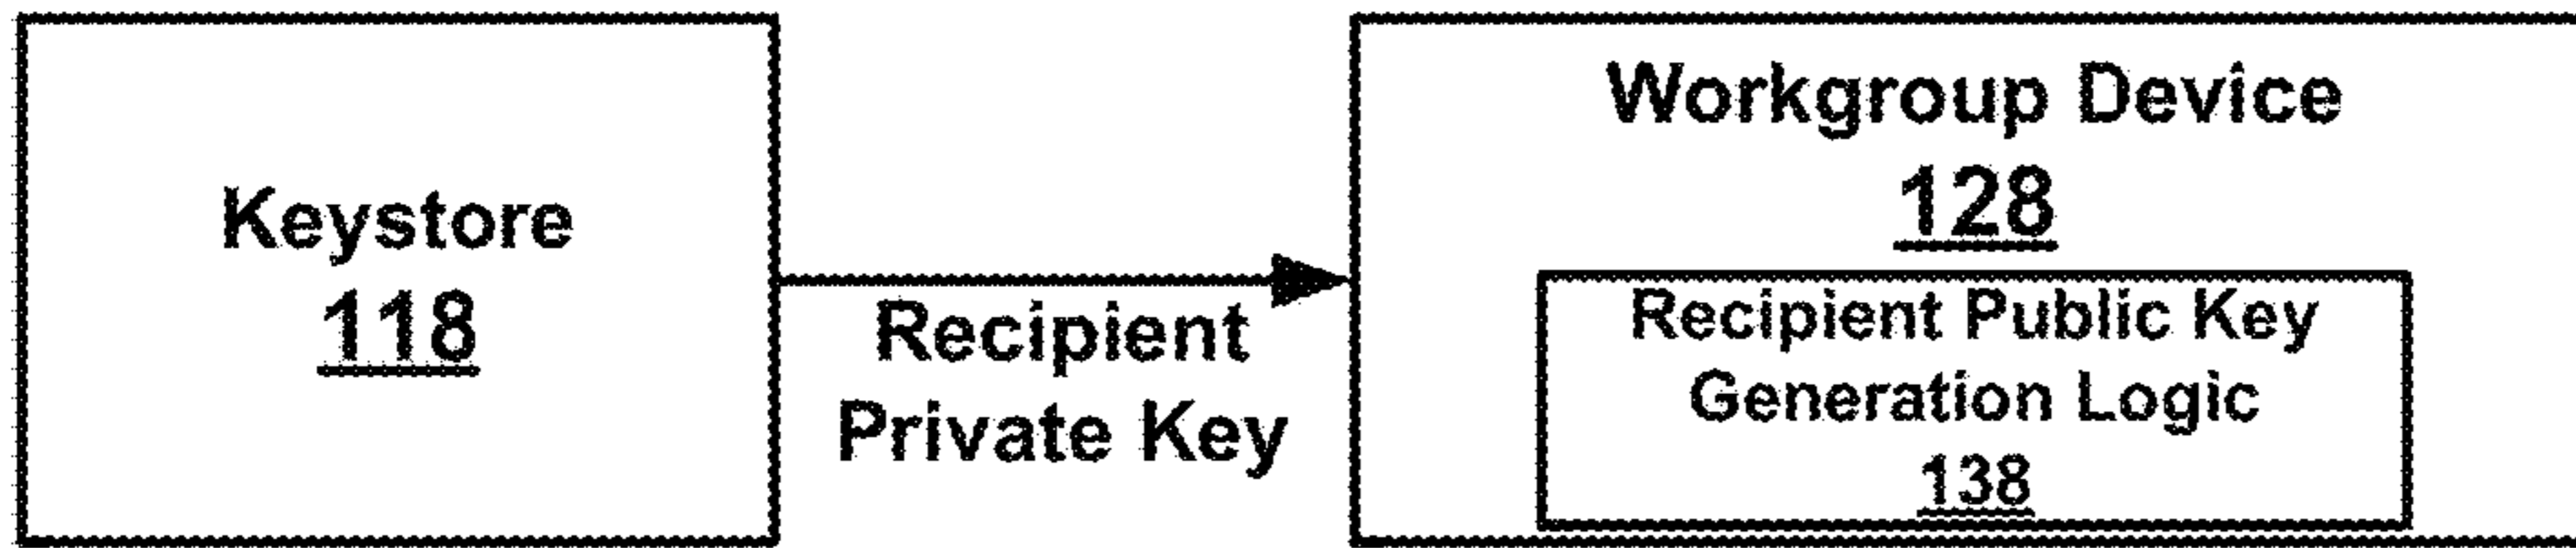 Keystore
118
Recipient
Private Key
Workgroup Device
128
Recipient Public Key
Generation Logic
138